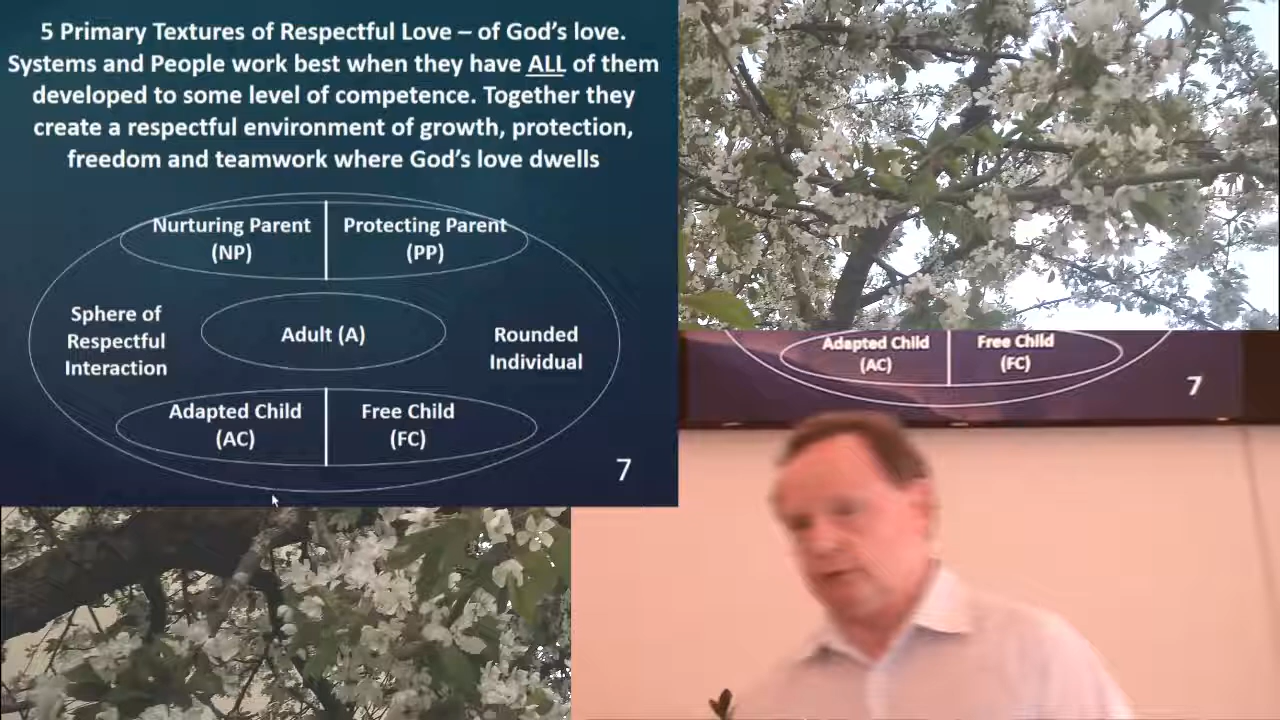 5 Primary Textures of Respectful Love – of God's love.
Systems and People work best when they have ALL of them
developed to some level of competence. Together they
create a respectful environment of growth, protection,
freedom and teamwork where God's love dwells
Nurturing Parent
(NP)
Protecting Parent
(PP)
Sphere of
Respectful
Interaction
Adult (A)
Rounded
Individual
Adapted Child
(AC)
Free Child
(FC)
7
Adapted Child
(AC)
Free Child
(FC)
7